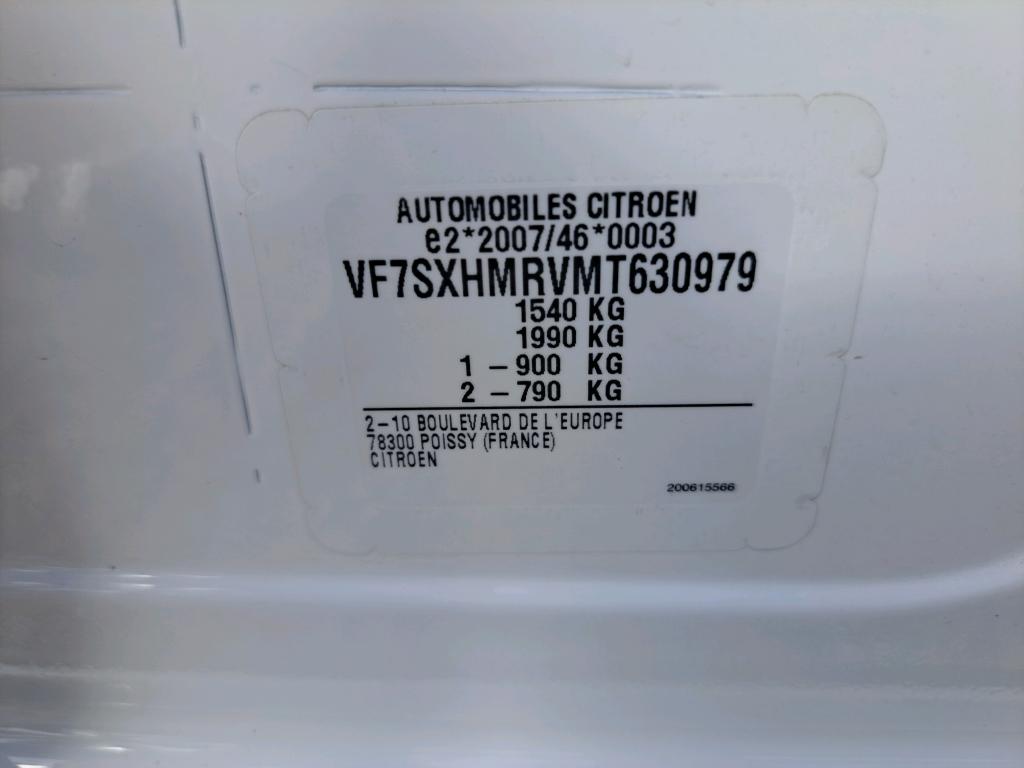 AUTOMOBILES CITROEN
e2*2007/46*0003
VF7SXHMRVMT630979
1540 KG
1990 KG
1 – 900 KG
2 – 790 KG
2–10 BOULEVARD DE L'EUROPE
78300 POISSY (FRANCE)
CITROEN
200615566